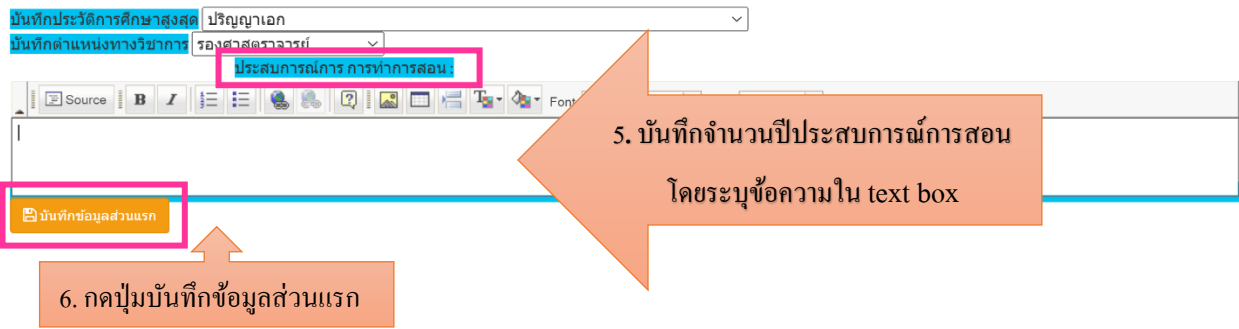 บันทึกประวัติการศึกษาสูงสุด ปริญญาเอก
บันทึกตำแหน่งทางวิชาการ รองศาสตราจารย์
ประสบการณ์การ การทำการสอน :
Source B I Font
5. บันทึกจำนวนปีประสบการณ์การสอน
โดยระบุข้อความใน text box
บันทึกข้อมูลส่วนแรก
6. กดปุ่มบันทึกข้อมูลส่วนแรก